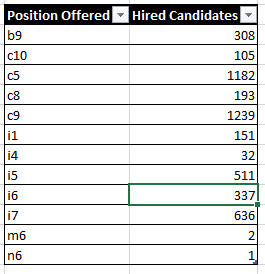 Position Offered Hired Candidates
b9 308
c10 105
c5 1182
c8 193
c9 1239
i1 151
i4 32
i5 511
i6 337
i7 636
m6 2
n6 1